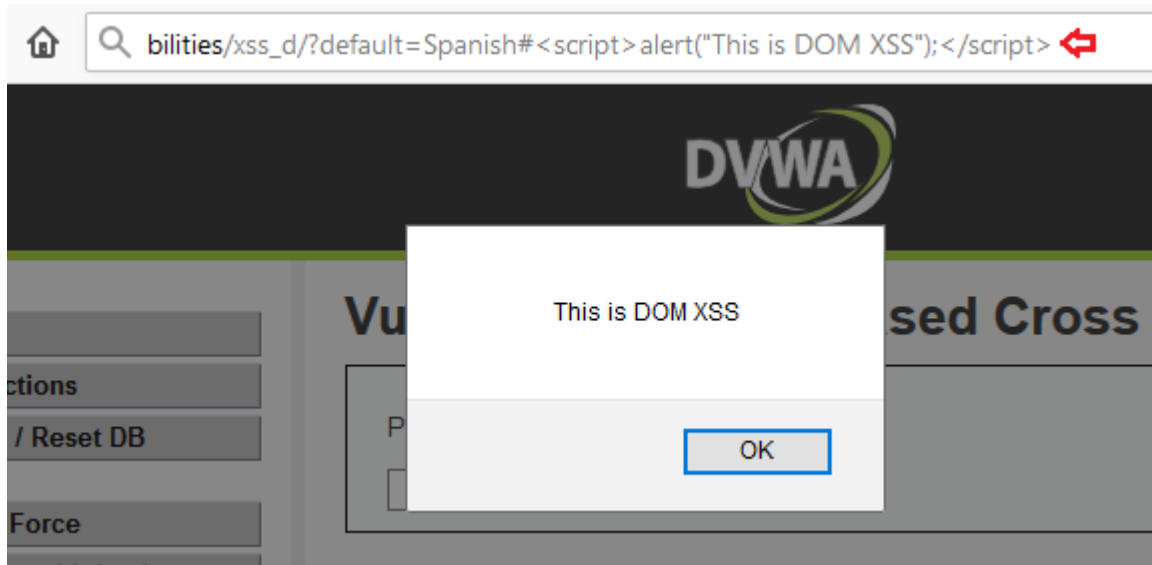 bilities/xss_d/?default=Spanish#<script>alert("This is DOM XSS");</script>
DVWA
Vu
sed Cross
This is DOM XSS
ctions
/ Reset DB
P
OK
Force